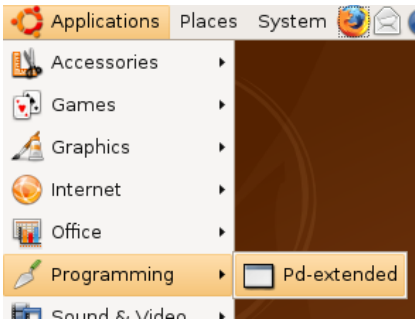 Applications Places System
Accessories
Games
Graphics
Internet
Office
Programming
Pd-extended
Sound & Video